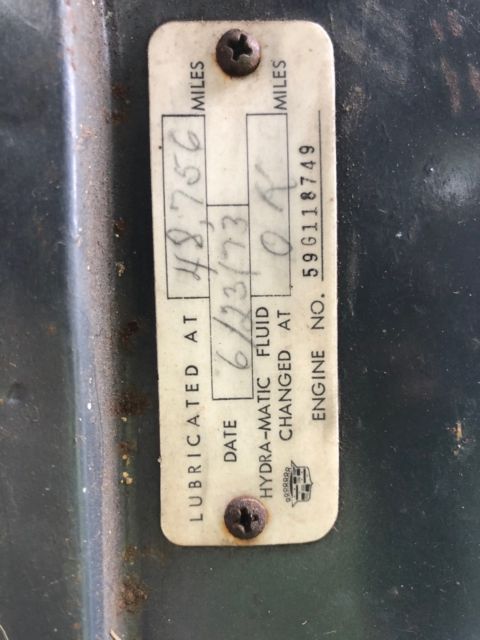 LUBRICATED AT 48,756 MILES
DATE 6/23/73
HYDRA-MATIC FLUID
CHANGED AT OK MILES
ENGINE NO. 59G118749